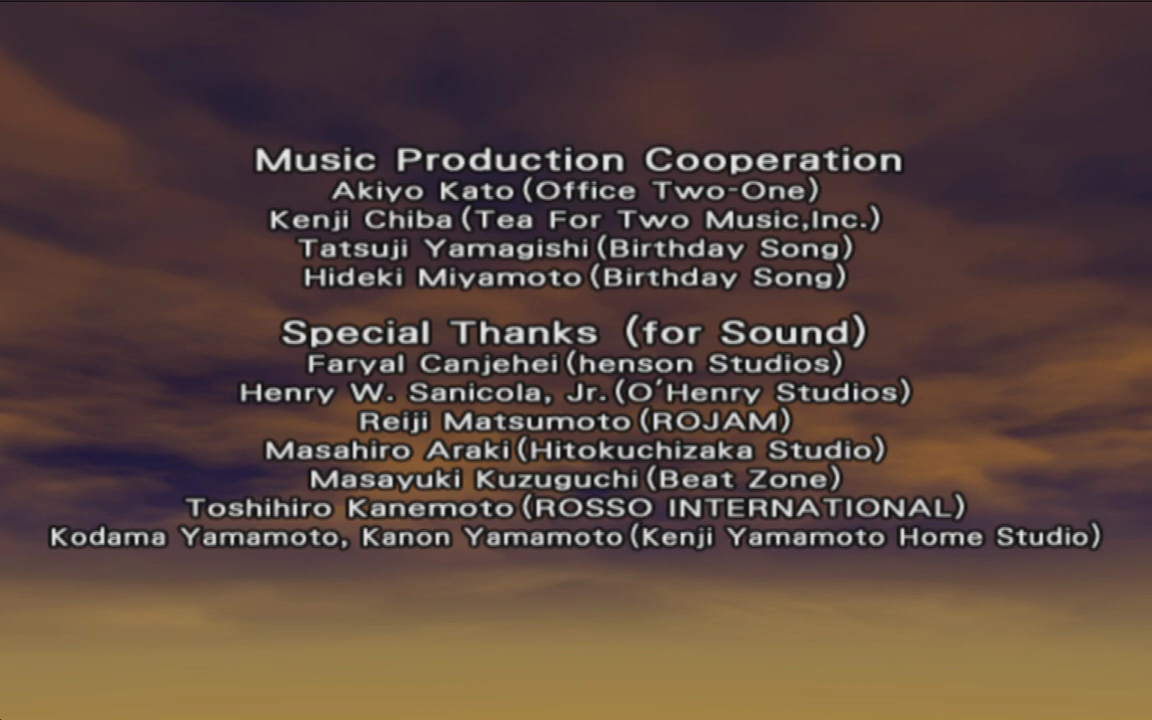 Music Production Cooperation
Akiyo Kato(Office Two-One)
Kenji Chiba(Tea For Two Music,Inc.)
Tatsuji Yamagishi(Birthday Song)
Hideki Miyamoto(Birthday Song)
Special Thanks (for Sound)
Faryal Canjehei(henson Studios)
Henry W. Sanicola, Jr.(O'Henry Studios)
Reiji Matsumoto(ROJAM)
Masahiro Araki(Hitokuchizaka Studio)
Masayuki Kuzuguchi(Beat Zone)
Toshihiro Kanemoto(ROSSO INTERNATIONAL)
Kodama Yamamoto, Kanon Yamamoto(Kenji Yamamoto Home Studio)